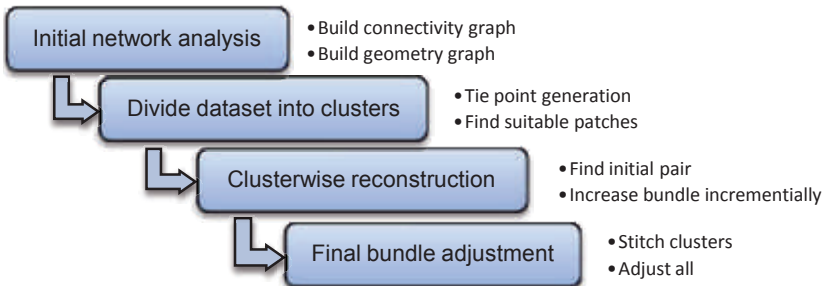 Initial network analysis
• Build connectivity graph
• Build geometry graph
Divide dataset into clusters
• Tie point generation
• Find suitable patches
Clusterwise reconstruction
• Find initial pair
• Increase bundle incrementially
Final bundle adjustment
• Stitch clusters
• Adjust all